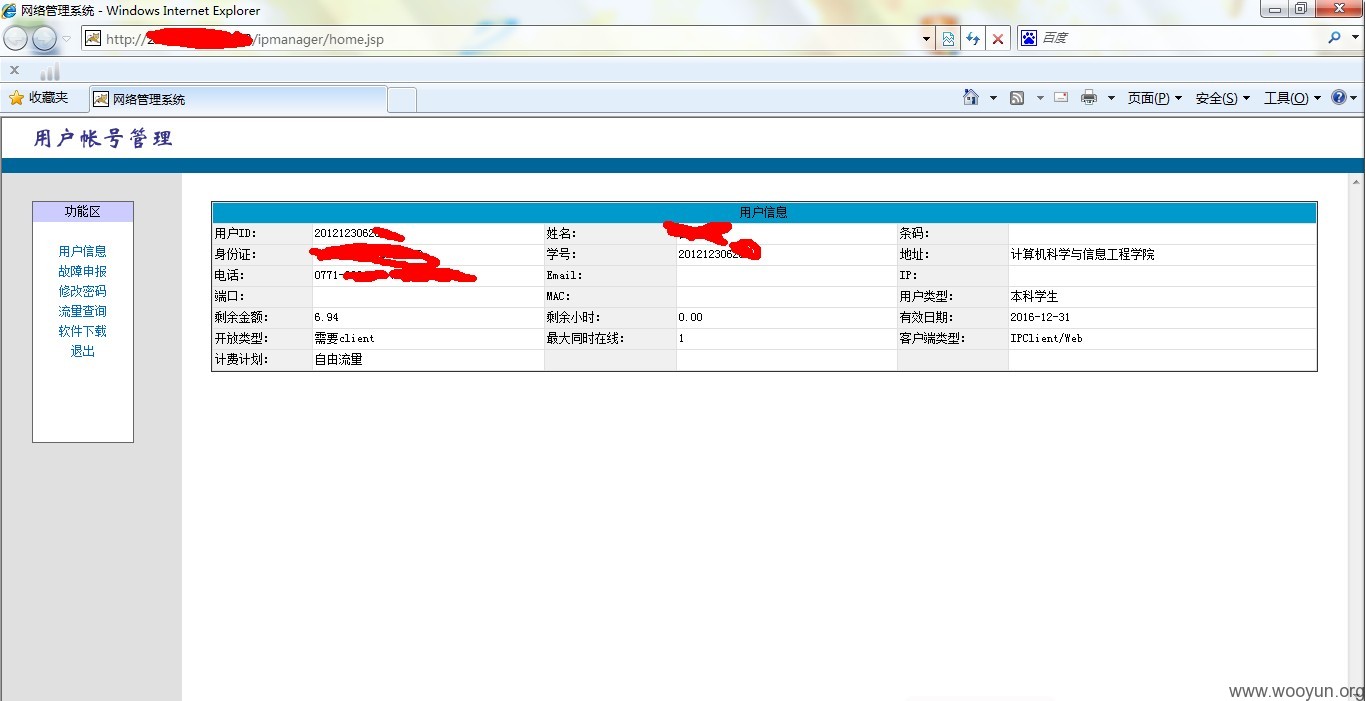 网络管理系统 - Windows Internet Explorer
http://2 /ipmanager/home.jsp
百度
收藏夹
网络管理系统
页面(P) 安全(S) 工具(O)
用户帐号管理
功能区
用户信息
故障申报
修改密码
流量查询
软件下载
退出
用户信息
用户ID: 2012123062 姓名: 条码:
身份证: 学号: 2012123062 地址: 计算机科学与信息工程学院
电话: 0771- Email: IP:
端口: MAC: 用户类型: 本科学生
剩余金额: 6.94 剩余小时: 0.00 有效日期: 2016-12-31
开放类型: 需要client 最大同时在线: 1 客户端类型: IPClient/Web
计费计划: 自由流量
www.wooyun.org